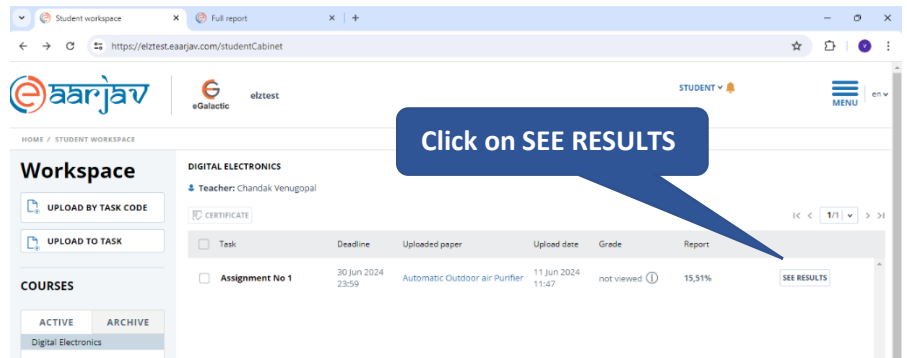 Student workspace
Full report
https://elztest.eaarjav.com/studentCabinet
eaarjav
eGalactic
elztest
STUDENT
MENU
en
HOME / STUDENT WORKSPACE
Click on SEE RESULTS
Workspace
UPLOAD BY TASK CODE
UPLOAD TO TASK
COURSES
ACTIVE ARCHIVE
Digital Electronics
DIGITAL ELECTRONICS
Teacher: Chandak Venugopal
CERTIFICATE
1/1
Task Deadline Uploaded paper Upload date Grade Report
Assignment No 1 30 Jun 2024 23:59 Automatic Outdoor air Purifier 11 Jun 2024 11:47 not viewed 15,51% SEE RESULTS